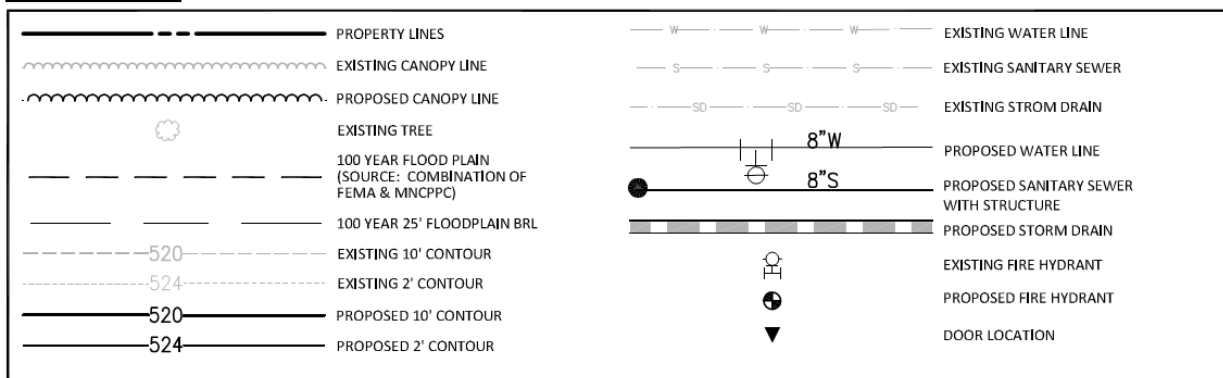 PROPERTY LINES
EXISTING CANOPY LINE
PROPOSED CANOPY LINE
EXISTING TREE
100 YEAR FLOOD PLAIN
(SOURCE: COMBINATION OF
FEMA & MNCPPC)
100 YEAR 25' FLOODPLAIN BRL
520 EXISTING 10' CONTOUR
524 EXISTING 2' CONTOUR
520 PROPOSED 10' CONTOUR
524 PROPOSED 2' CONTOUR
W W W EXISTING WATER LINE
S S S EXISTING SANITARY SEWER
SD SD SD EXISTING STROM DRAIN
8"W PROPOSED WATER LINE
8"S PROPOSED SANITARY SEWER
WITH STRUCTURE
PROPOSED STORM DRAIN
EXISTING FIRE HYDRANT
PROPOSED FIRE HYDRANT
DOOR LOCATION